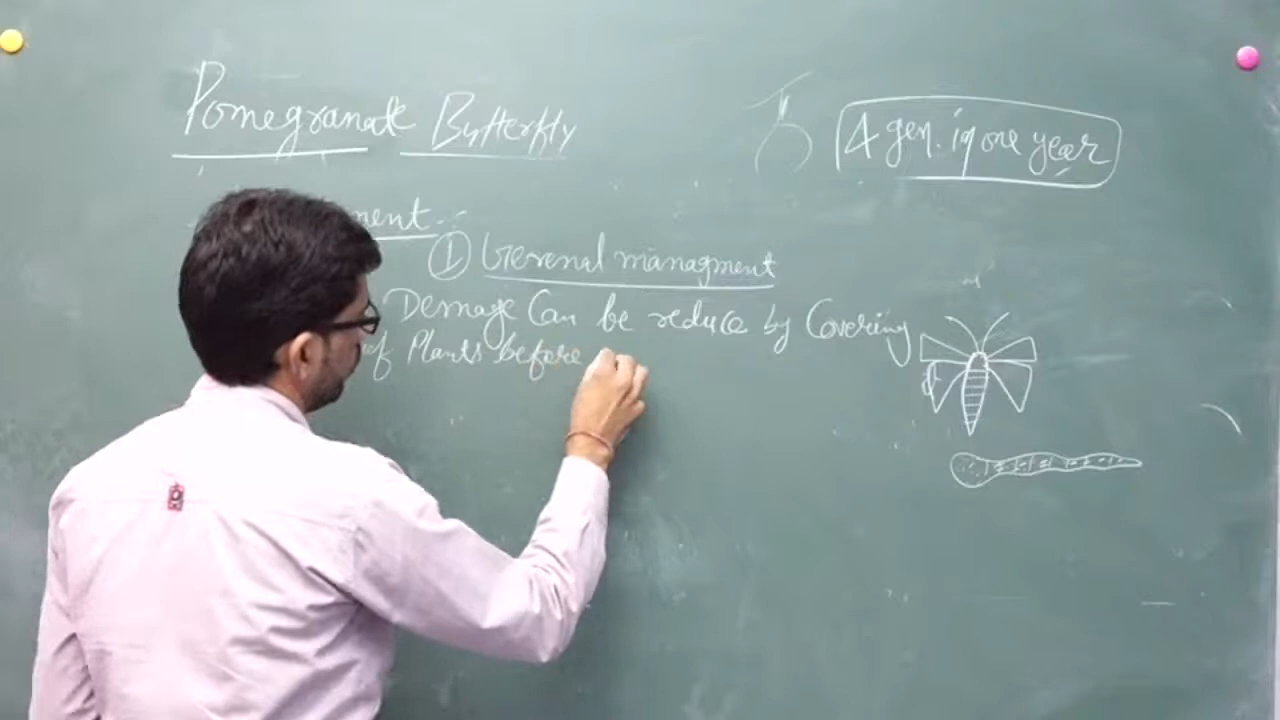 Pomegranate Butterfly
4 gen. in one year
ment :-
① General managment
Demage Can be reduce by Covering
of Plants before